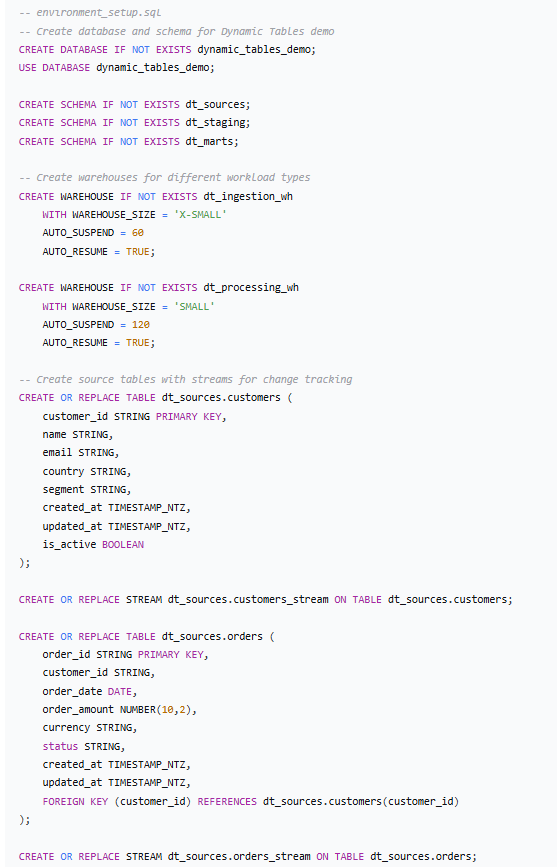 -- environment_setup.sql
-- Create database and schema for Dynamic Tables demo
CREATE DATABASE IF NOT EXISTS dynamic_tables_demo;
USE DATABASE dynamic_tables_demo;

CREATE SCHEMA IF NOT EXISTS dt_sources;
CREATE SCHEMA IF NOT EXISTS dt_staging;
CREATE SCHEMA IF NOT EXISTS dt_marts;

-- Create warehouses for different workload types
CREATE WAREHOUSE IF NOT EXISTS dt_ingestion_wh
    WITH WAREHOUSE_SIZE = 'X-SMALL'
    AUTO_SUSPEND = 60
    AUTO_RESUME = TRUE;

CREATE WAREHOUSE IF NOT EXISTS dt_processing_wh
    WITH WAREHOUSE_SIZE = 'SMALL'
    AUTO_SUSPEND = 120
    AUTO_RESUME = TRUE;

-- Create source tables with streams for change tracking
CREATE OR REPLACE TABLE dt_sources.customers (
    customer_id STRING PRIMARY KEY,
    name STRING,
    email STRING,
    country STRING,
    segment STRING,
    created_at TIMESTAMP_NTZ,
    updated_at TIMESTAMP_NTZ,
    is_active BOOLEAN
);

CREATE OR REPLACE STREAM dt_sources.customers_stream ON TABLE dt_sources.customers;

CREATE OR REPLACE TABLE dt_sources.orders (
    order_id STRING PRIMARY KEY,
    customer_id STRING,
    order_date DATE,
    order_amount NUMBER(10,2),
    currency STRING,
    status STRING,
    created_at TIMESTAMP_NTZ,
    updated_at TIMESTAMP_NTZ,
    FOREIGN KEY (customer_id) REFERENCES dt_sources.customers(customer_id)
);

CREATE OR REPLACE STREAM dt_sources.orders_stream ON TABLE dt_sources.orders;